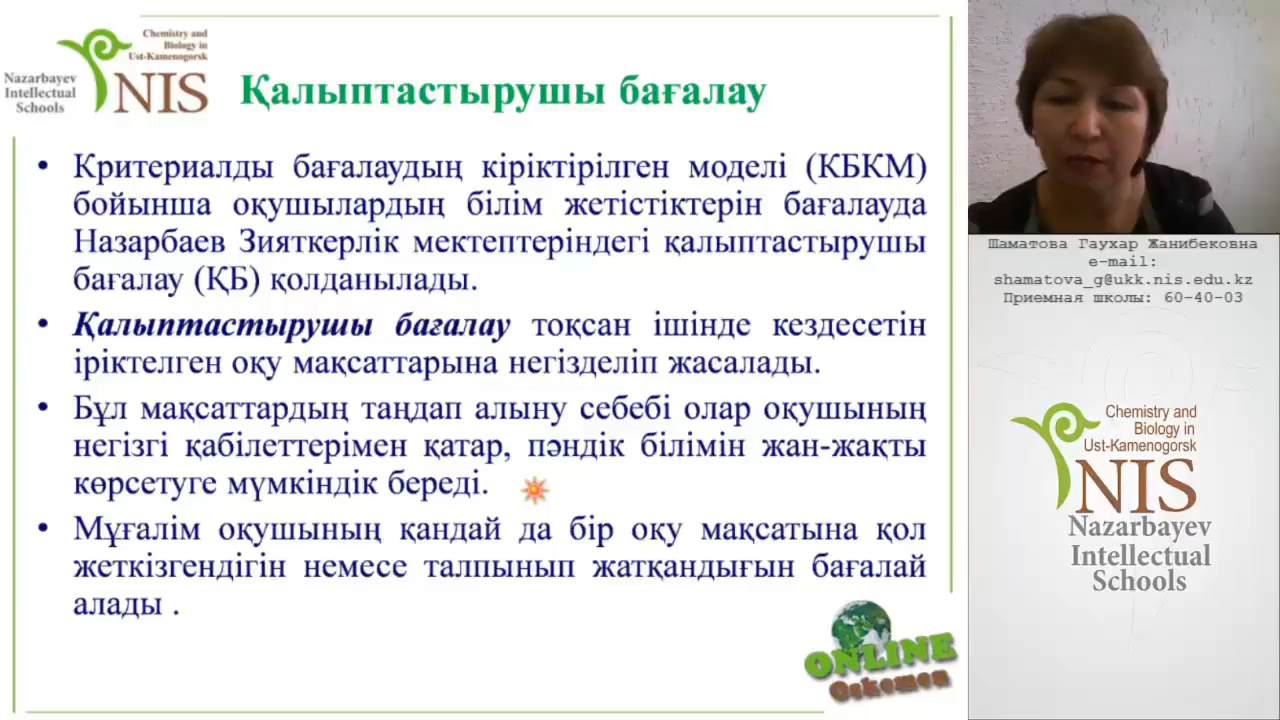 Chemistry and
Biology in
Ust-Kamenogorsk
Nazarbayev
Intellectual
Schools
NIS
Қалыптастырушы бағалау
• Критериалды бағалаудың кіріктірілген моделі (КБКМ)
бойынша оқушылардың білім жетістіктерін бағалауда
Назарбаев Зияткерлік мектептеріндегі қалыптастырушы
бағалау (ҚБ) қолданылады.
• Қалыптастырушы бағалау тоқсан ішінде кездесетін
іріктелген оқу мақсаттарына негізделіп жасалады.
• Бұл мақсаттардың таңдап алыну себебі олар оқушының
негізгі қабілеттерімен қатар, пәндік білімін жан-жақты
көрсетуге мүмкіндік береді.
• Мұғалім оқушының қандай да бір оқу мақсатына қол
жеткізгендігін немесе талпынып жатқандығын бағалай
алады .
ONLINE
Oskemen
Шаматова Гаухар Жанибековна
e-mail:
shamatova_g@ukk.nis.edu.kz
Приемная школы: 60-40-03
Chemistry and
Biology in
Ust-Kamenogorsk
NIS
Nazarbayev
Intellectual
Schools